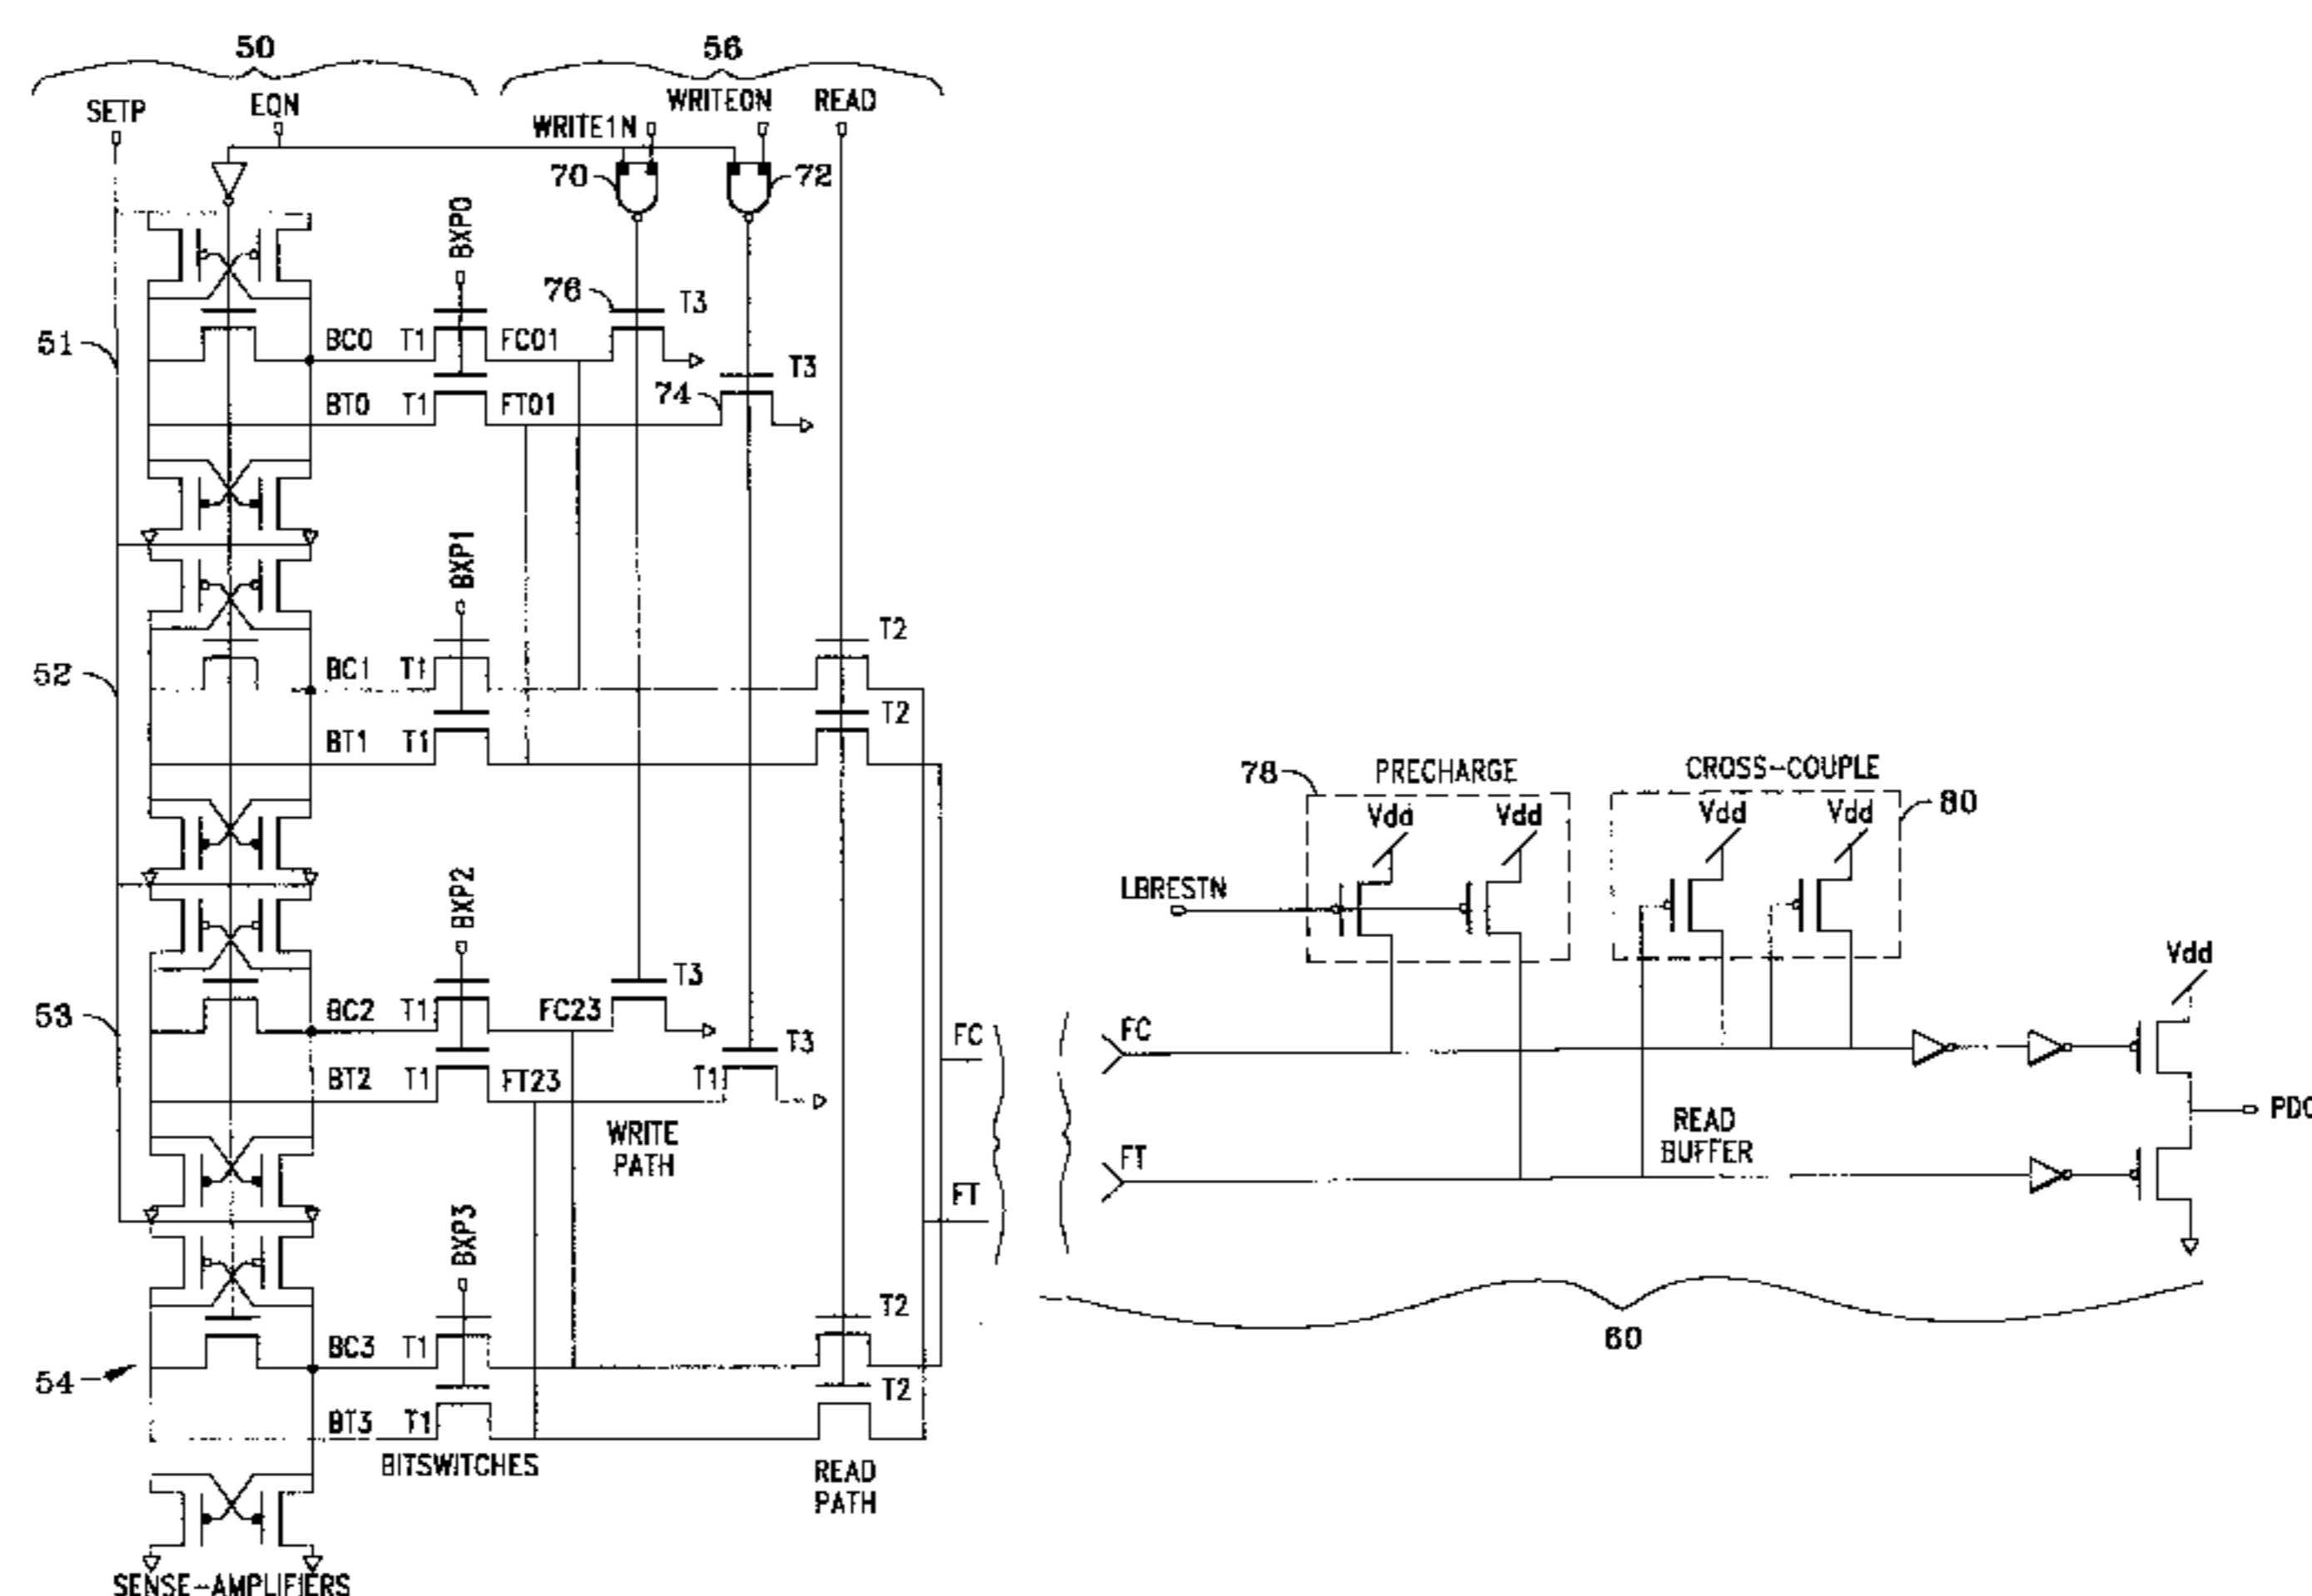 50
56
SETP
EQN
WRITE0N
READ
WRITE1N
70
72
BXP0
76
T3
51
BC0 T1 FC01
T3
74
BT0 T1 FT01
BXP1
T2
52
BC1 T1
T2
BT1 T1
78
PRECHARGE
CROSS-COUPLE
Vdd
Vdd
Vdd
Vdd
80
BXP2
LBRESTN
T3
Vdd
53
BC2 T1 FC23
T3
FC
FC
BT2 T1 FT23
T1
PDO
WRITE
PATH
READ
BUFFER
FT
FT
BXP3
T2
60
54
BC3 T1
T2
BT3 T1
BITSWITCHES
READ
PATH
SENSE-AMPLIFIERS